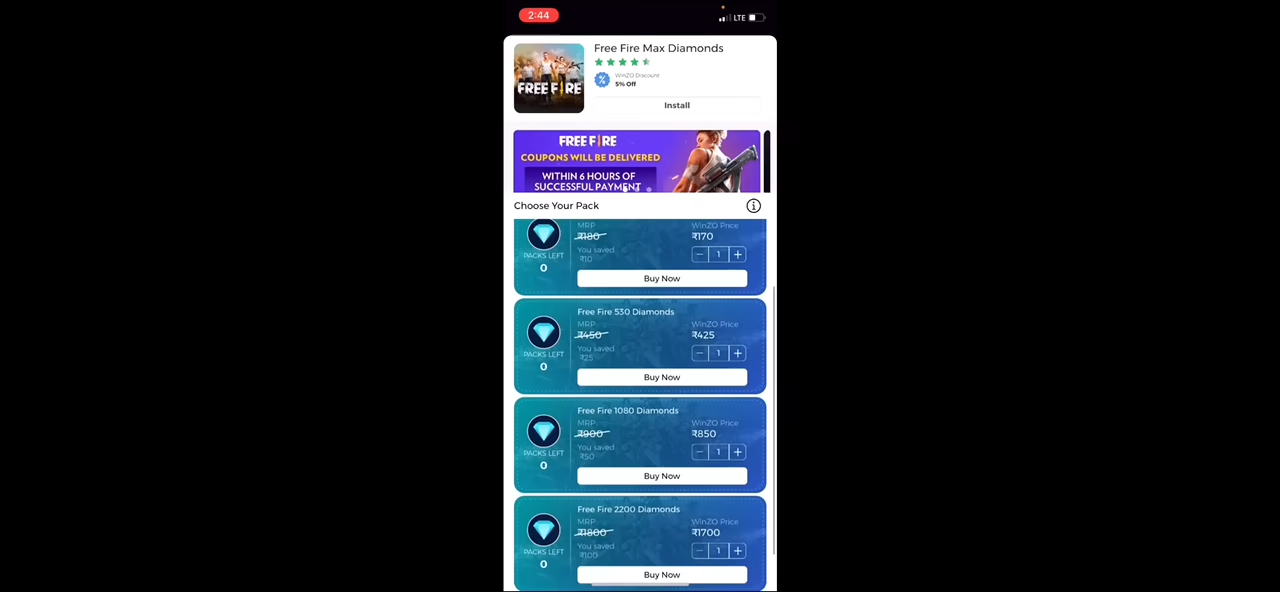 2:44
LTE
Free Fire Max Diamonds
FREE FIRE
WinZO Discount
5% Off
Install
FREE FIRE
COUPONS WILL BE DELIVERED
WITHIN 6 HOURS OF
SUCCESSFUL PAYMENT
Choose Your Pack
MRP
WinZO Price
₹180
₹170
You saved
₹10
PACKS LEFT
0
1
Buy Now
Free Fire 530 Diamonds
MRP
WinZO Price
₹450
₹425
You saved
₹25
PACKS LEFT
0
1
Buy Now
Free Fire 1080 Diamonds
MRP
WinZO Price
₹900
₹850
You saved
₹50
PACKS LEFT
0
1
Buy Now
Free Fire 2200 Diamonds
MRP
WinZO Price
₹1800
₹1700
You saved
₹100
PACKS LEFT
0
1
Buy Now